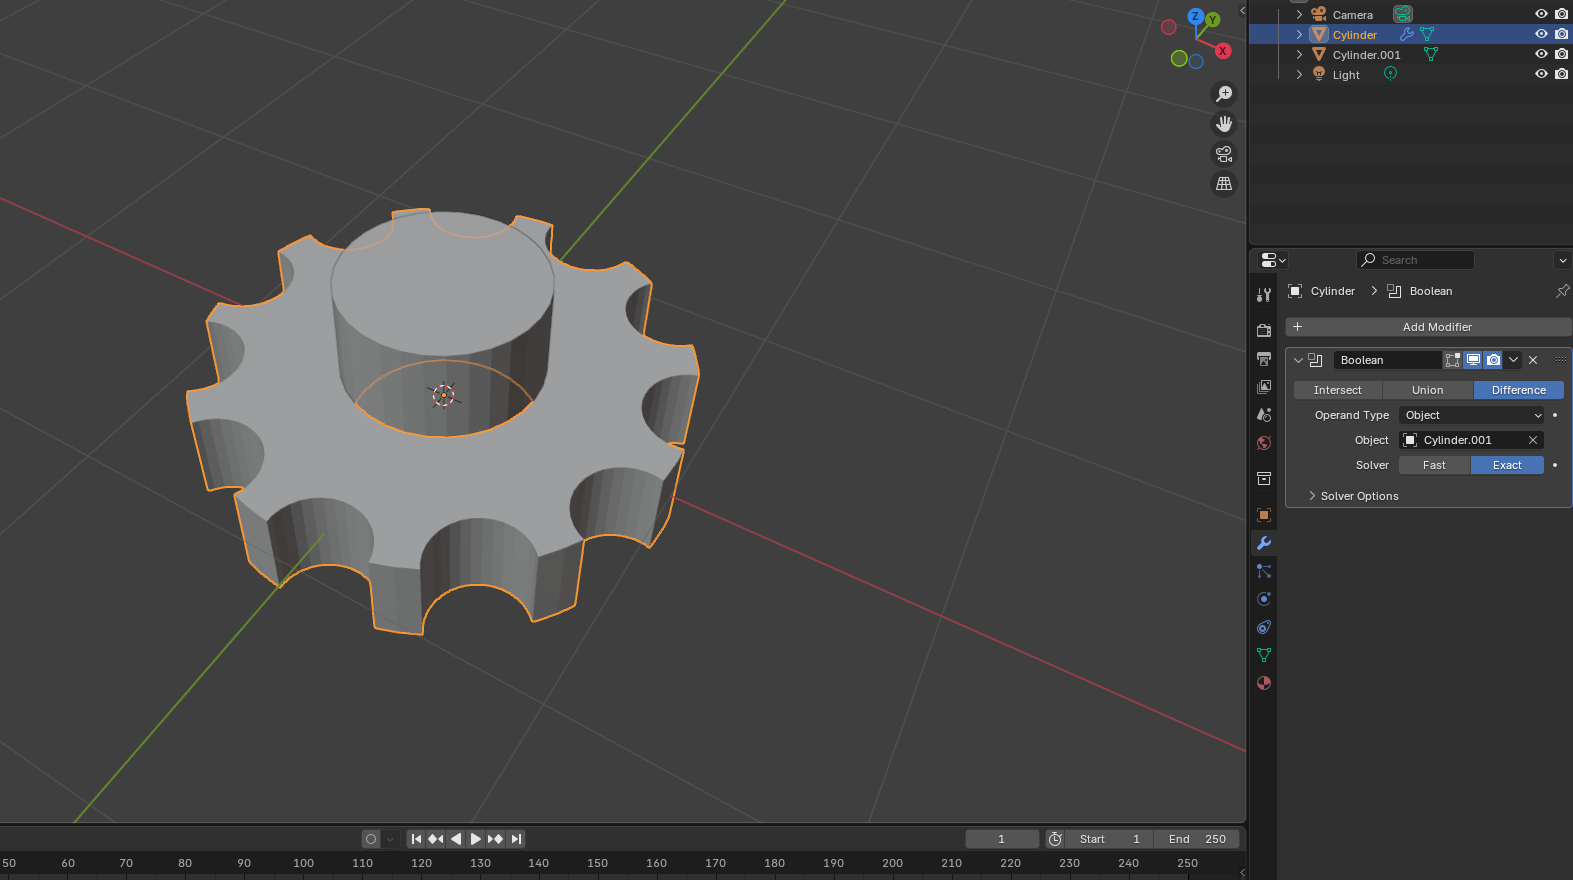 Camera
Cylinder
Cylinder.001
Light
Z
Y
X
Search
Cylinder > Boolean
+ Add Modifier
Boolean
Intersect Union Difference
Operand Type Object
Object Cylinder.001
Solver Fast Exact
Solver Options
1 Start 1 End 250
50 60 70 80 90 100 110 120 130 140 150 160 170 180 190 200 210 220 230 240 250